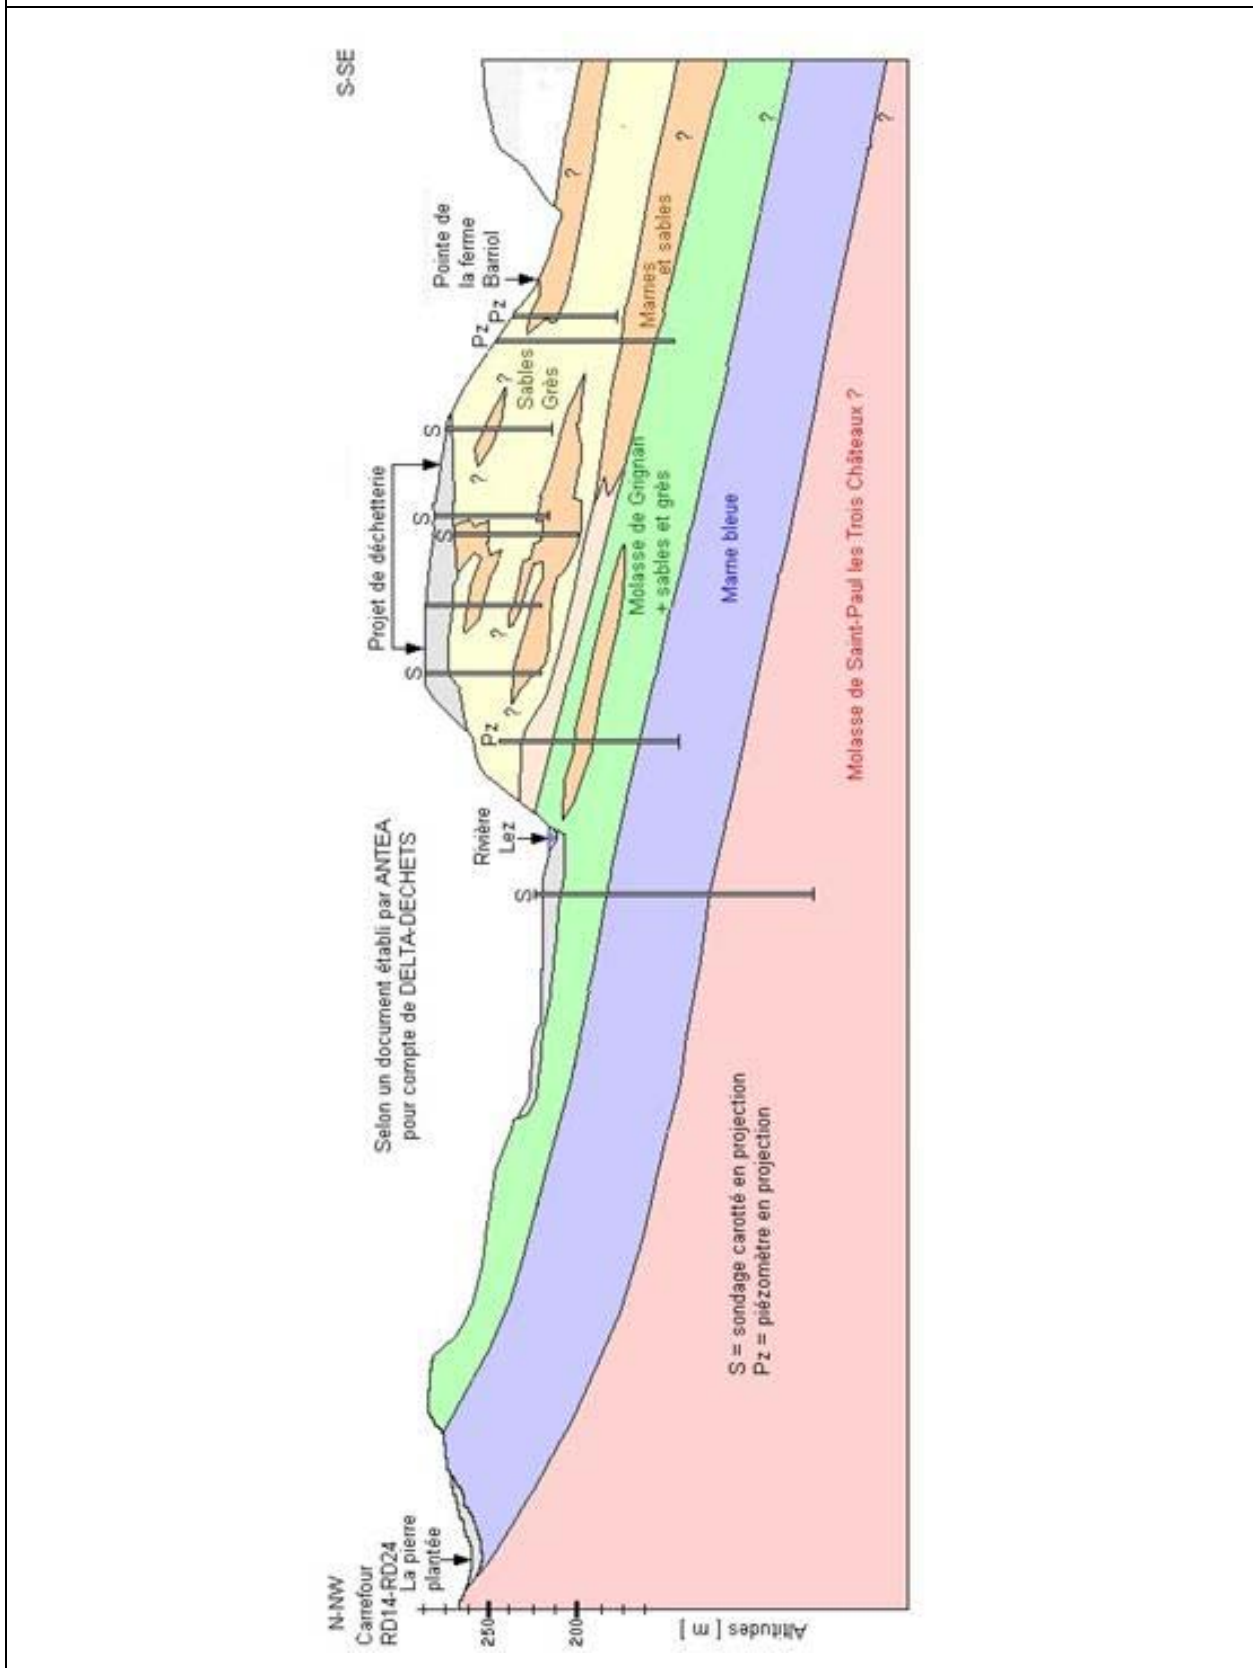 N-NW
Carrefour
RD14-RD24
La pierre
plantée
Selon un document établi par ANTEA
pour compte de DELTA-DECHETS
Rivière
Lez
Projet de déchetterie
Pointe de
la ferme
Barriol
S-SE
S
Pz
S
S
S
S
Pz
Pz
?
?
?
?
?
?
?
?
?
Sables
Grès
Marnes
et sables
Molasse de Grignan
+ sables et grès
Marne bleue
Molasse de Saint-Paul les Trois Châteaux ?
S = sondage carotté en projection
Pz = piézomètre en projection
250
200
Altitudes [ m ]